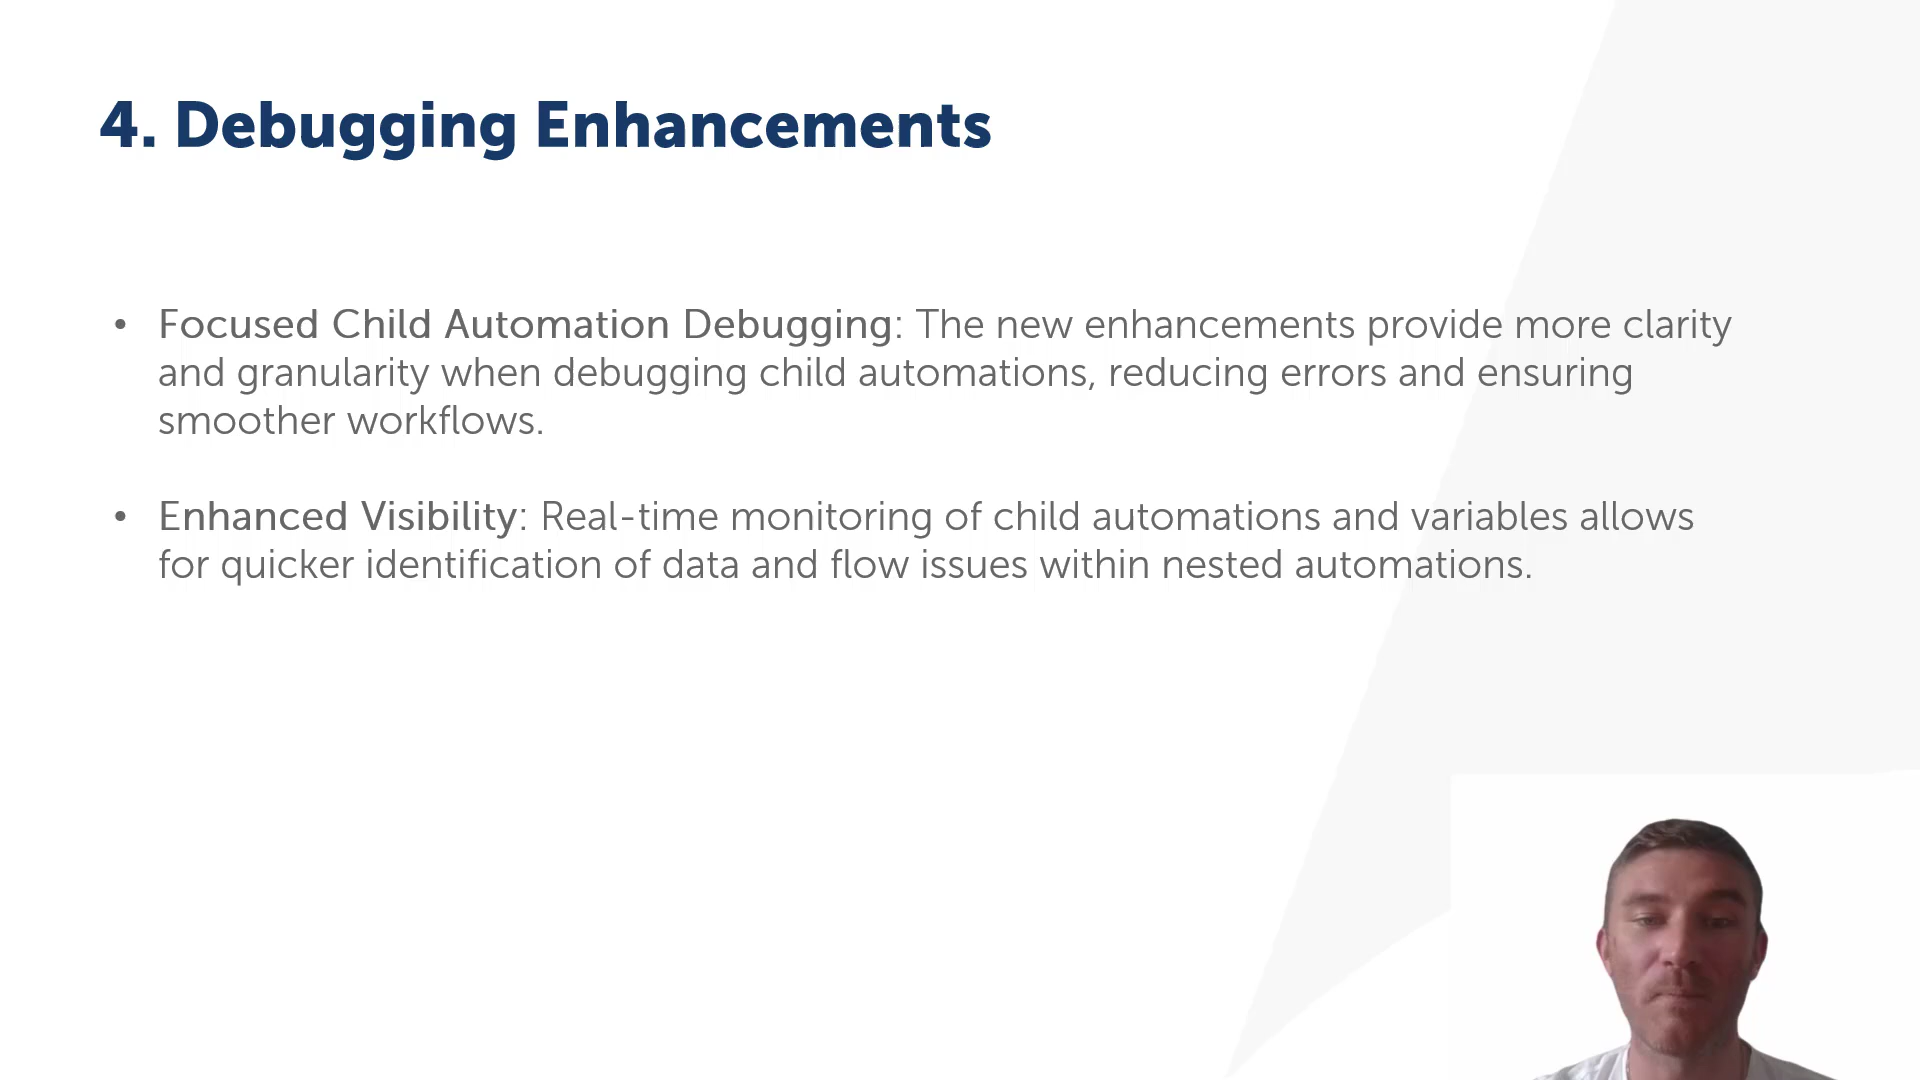 4. Debugging Enhancements
• Focused Child Automation Debugging: The new enhancements provide more clarity
and granularity when debugging child automations, reducing errors and ensuring
smoother workflows.
• Enhanced Visibility: Real-time monitoring of child automations and variables allows
for quicker identification of data and flow issues within nested automations.